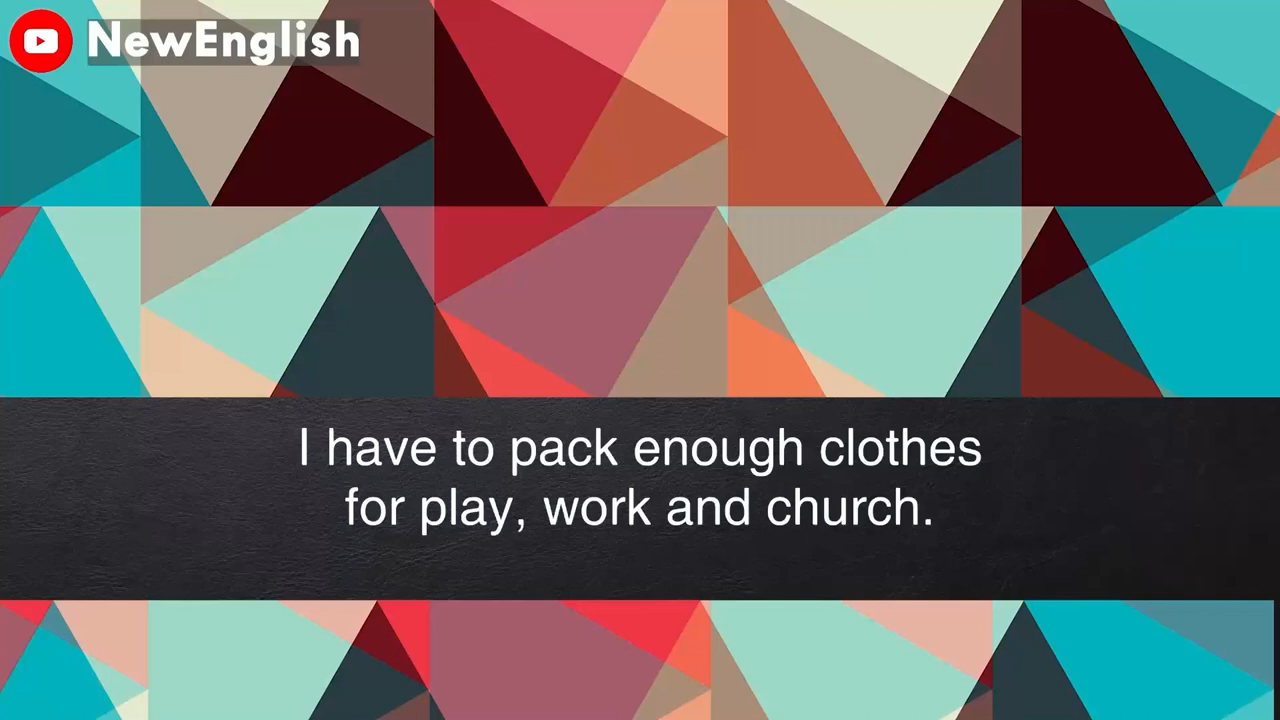 NewEnglish
I have to pack enough clothes
for play, work and church.